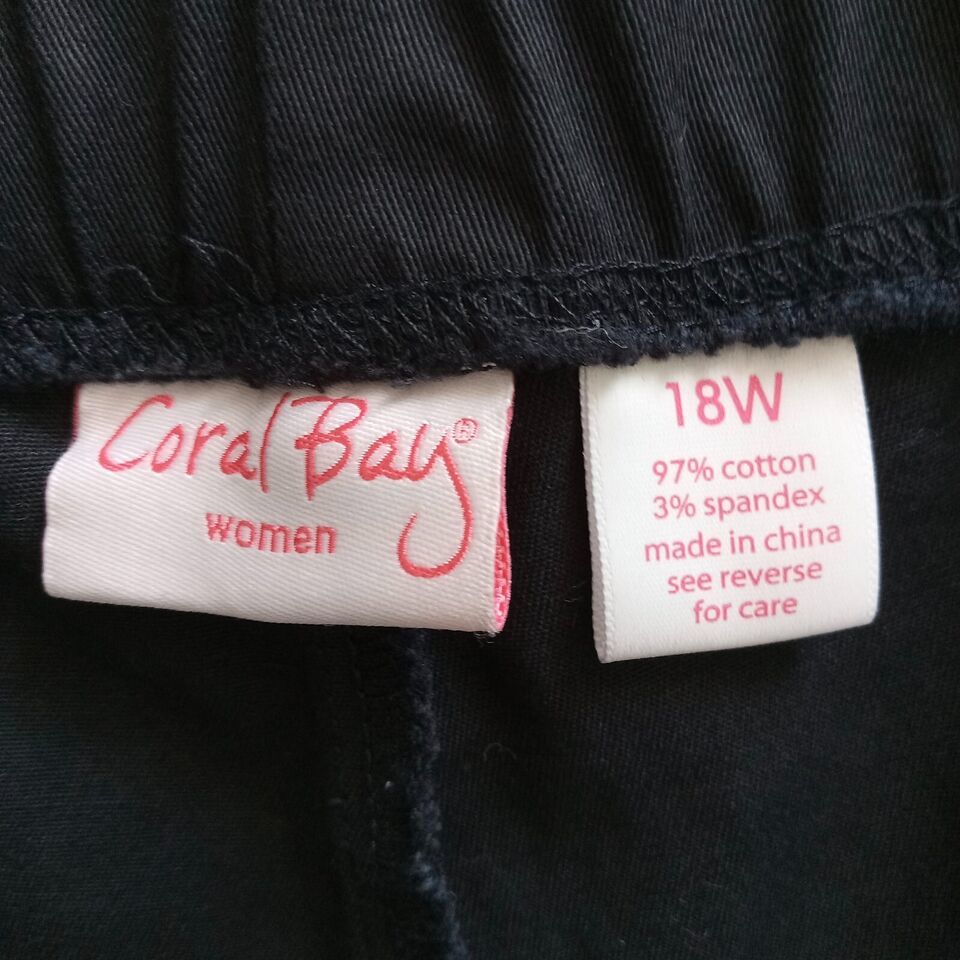 Coral Bay®
women
18W
97% cotton
3% spandex
made in china
see reverse
for care